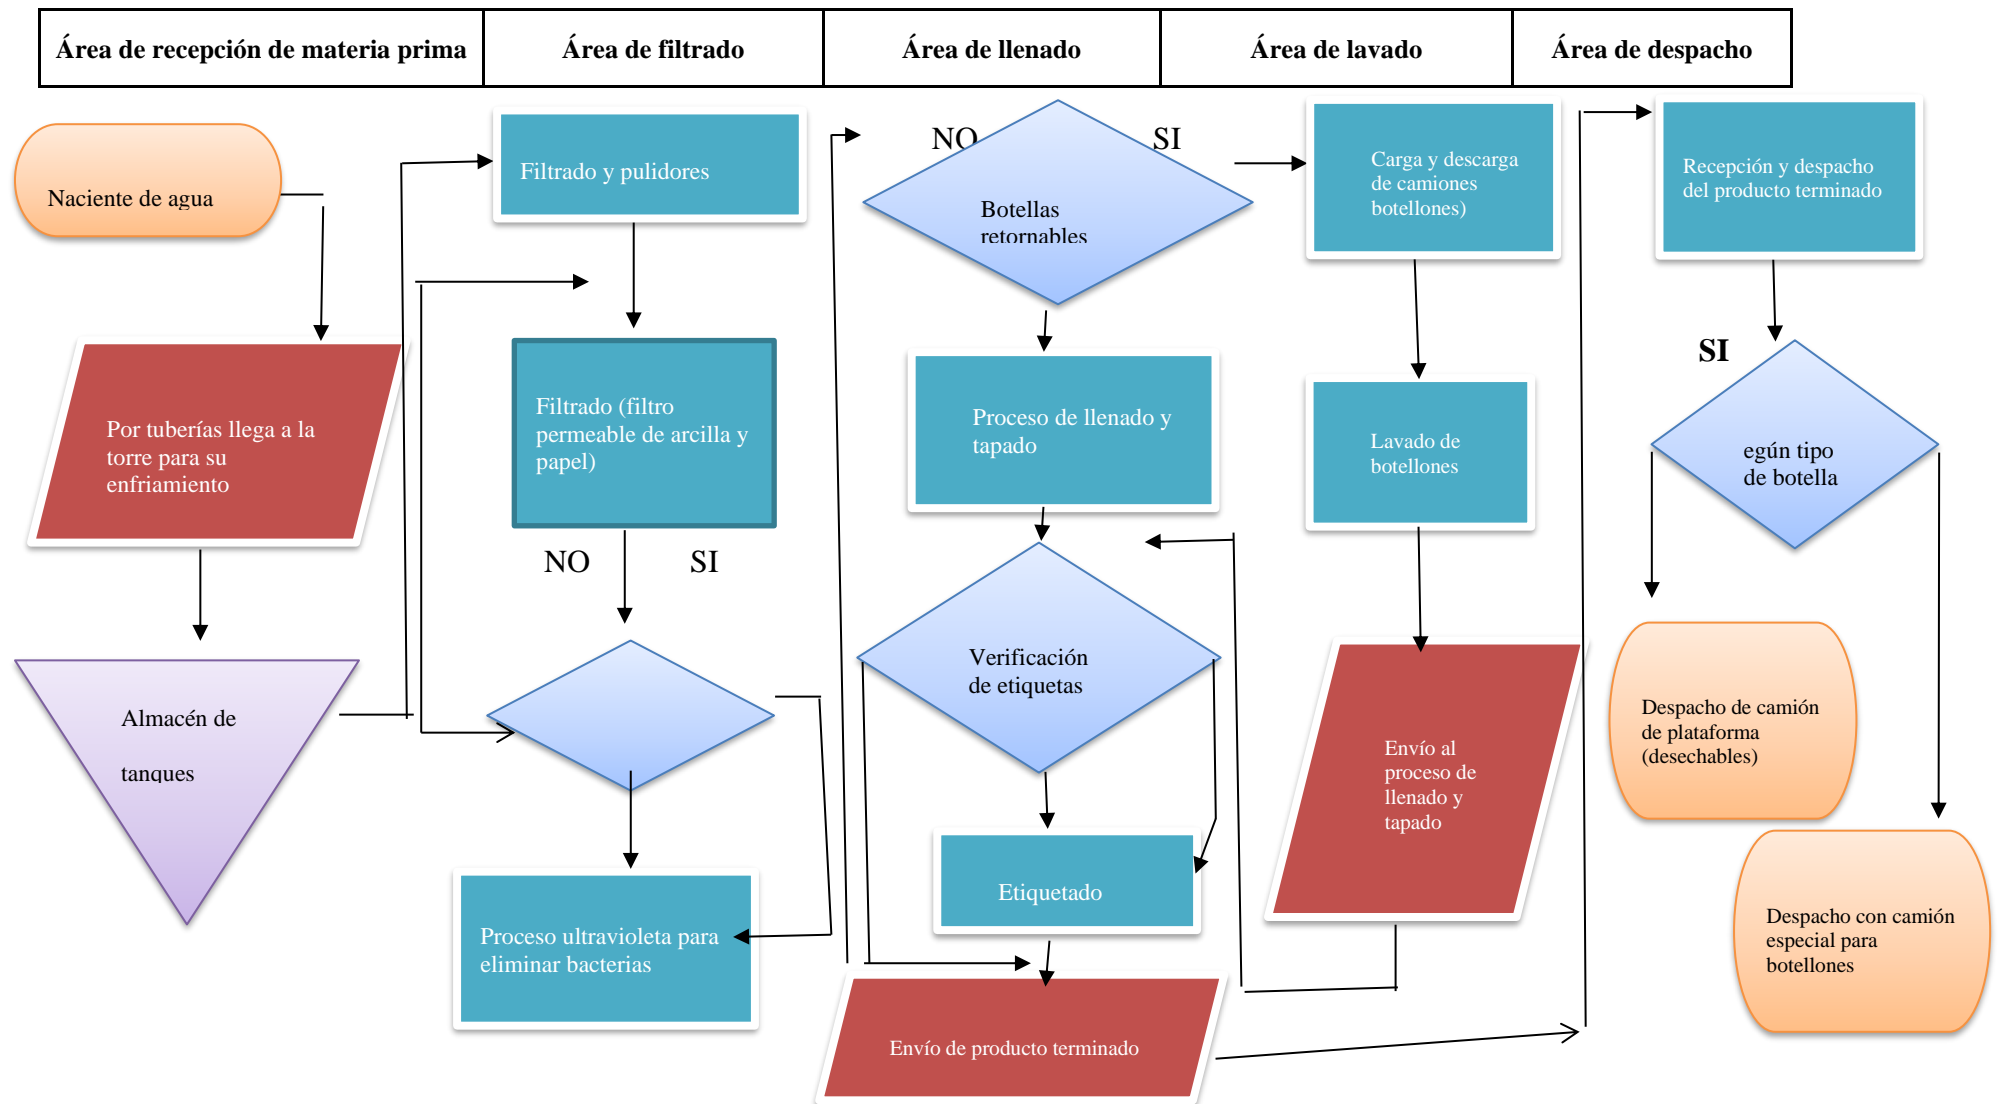 Área de recepción de materia prima
Área de filtrado
Área de llenado
Área de lavado
Área de despacho
Naciente de agua
Por tuberías llega a la
torre para su
enfriamiento
Almacén de
tanques
Filtrado y pulidores
Filtrado (filtro
permeable de arcilla y
papel)
NO
SI
Proceso ultravioleta para
eliminar bacterias
NO
SI
Botellas
retornables
Proceso de llenado y
tapado
Verificación
de etiquetas
Etiquetado
Envío de producto terminado
Carga y descarga
de camiones
botellones)
Lavado de
botellones
Envío al
proceso de
llenado y
tapado
Recepción y despacho
del producto terminado
SI
egún tipo
de botella
Despacho de camión
de plataforma
(desechables)
Despacho con camión
especial para
botellones